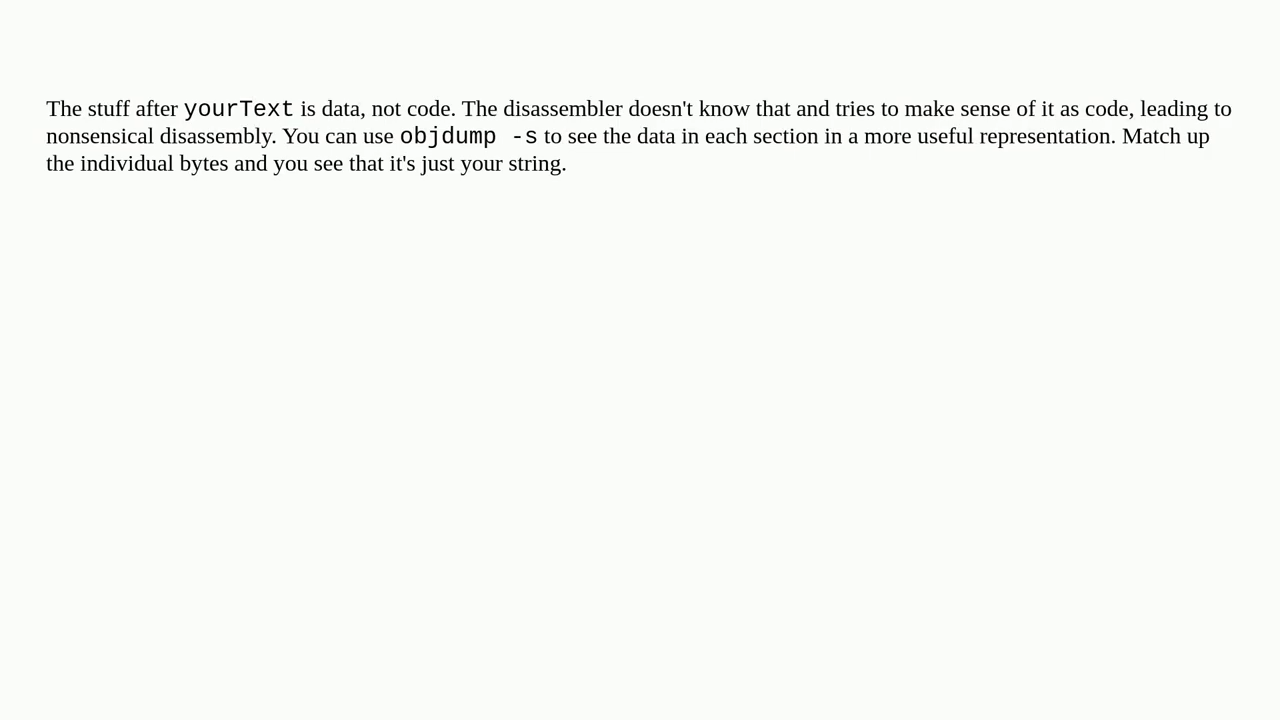 The stuff after yourText is data, not code. The disassembler doesn't know that and tries to make sense of it as code, leading to
nonsensical disassembly. You can use objdump -s to see the data in each section in a more useful representation. Match up
the individual bytes and you see that it's just your string.